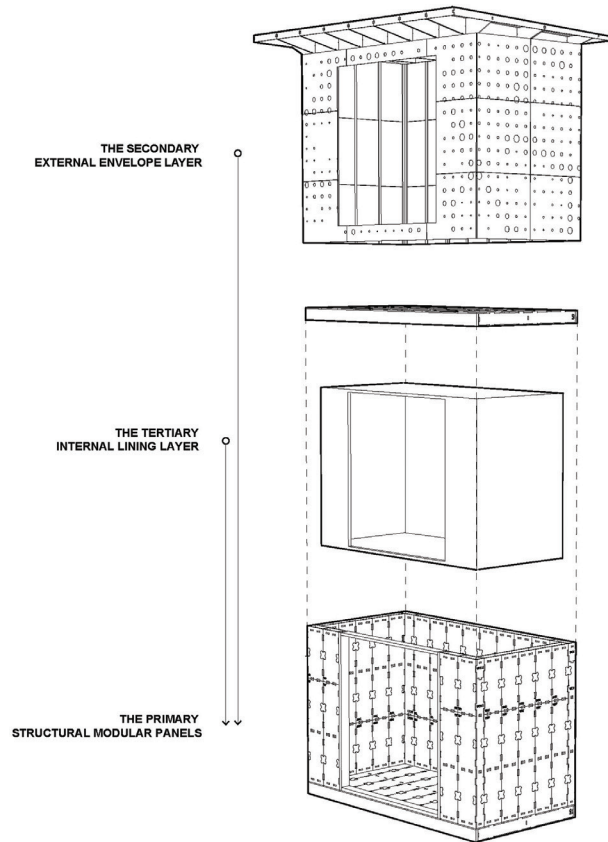 THE SECONDARY
EXTERNAL ENVELOPE LAYER
THE TERTIARY
INTERNAL LINING LAYER
THE PRIMARY
STRUCTURAL MODULAR PANELS